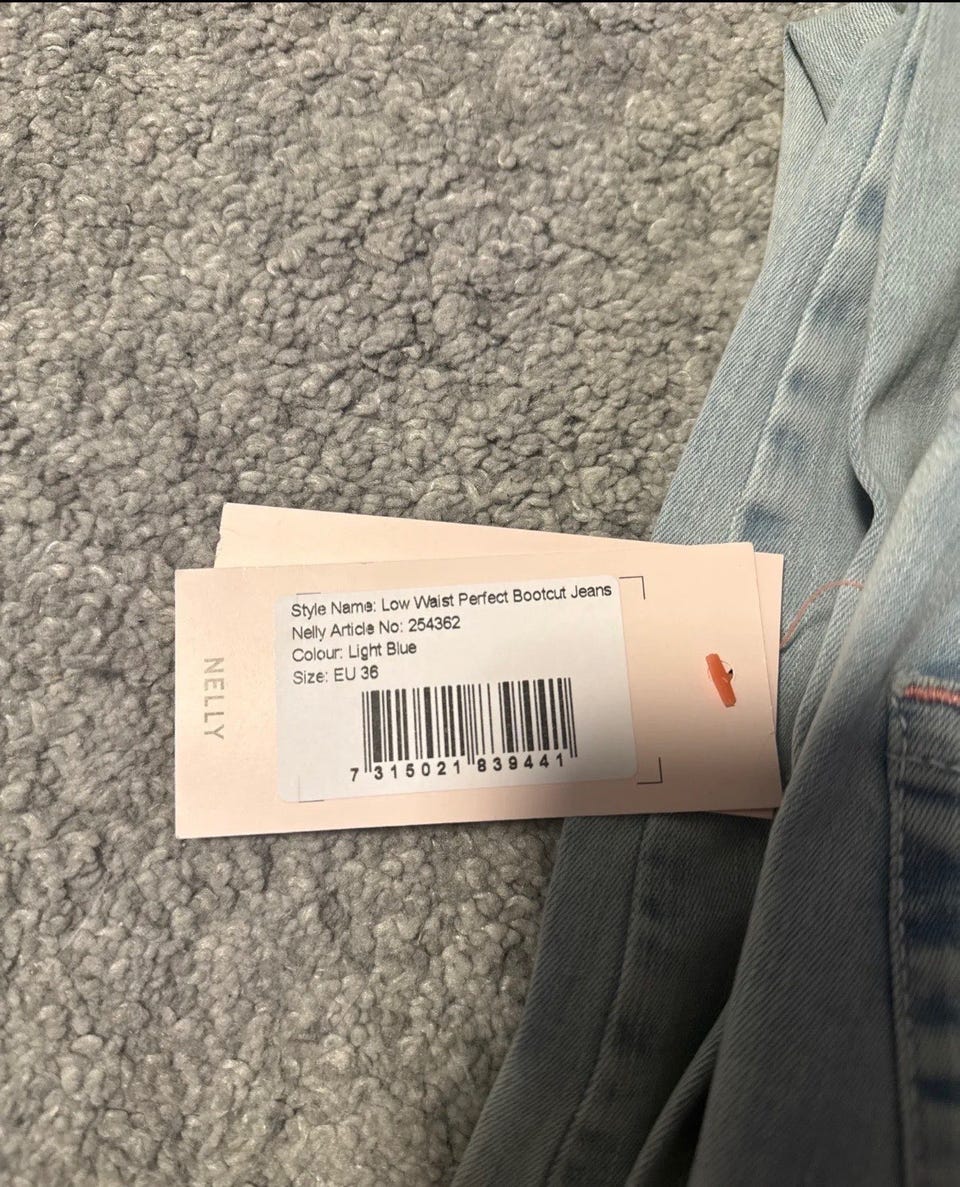 Style Name: Low Waist Perfect Bootcut Jeans
Nelly Article No: 254362
Colour: Light Blue
Size: EU 36
7 315021 839441
NELLY